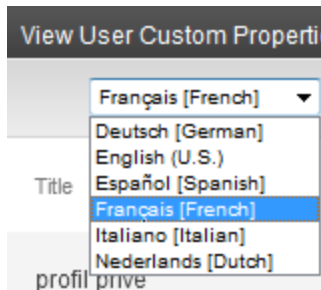 View User Custom Properti
Français [French]
Deutsch [German]
English (U.S.)
Español [Spanish]
Français [French]
Italiano [Italian]
Nederlands [Dutch]
Title
profil privé